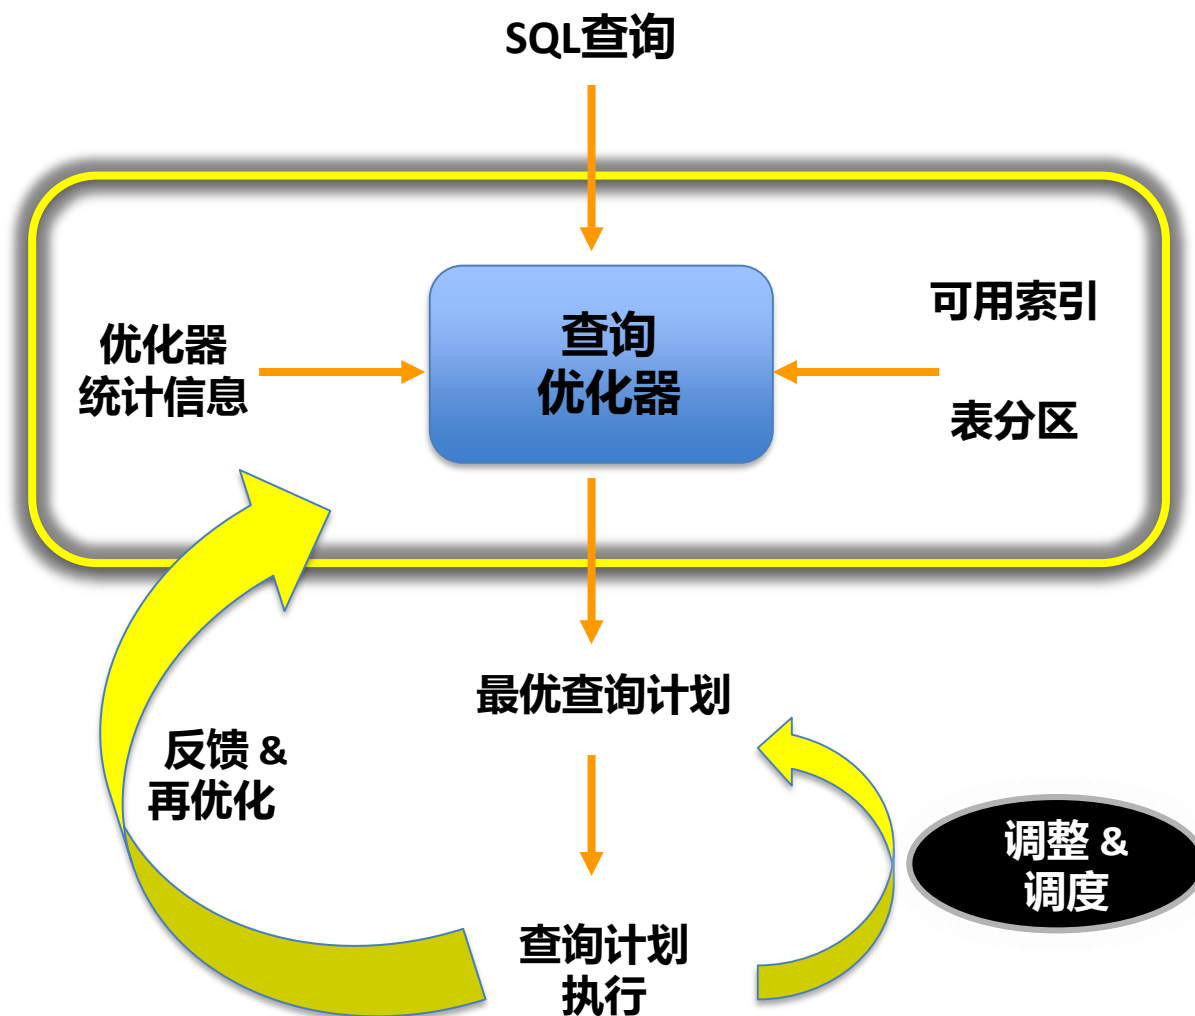 SQL查询
优化器
统计信息
查询
优化器
可用索引
表分区
最优查询计划
反馈 &
再优化
调整 &
调度
查询计划
执行